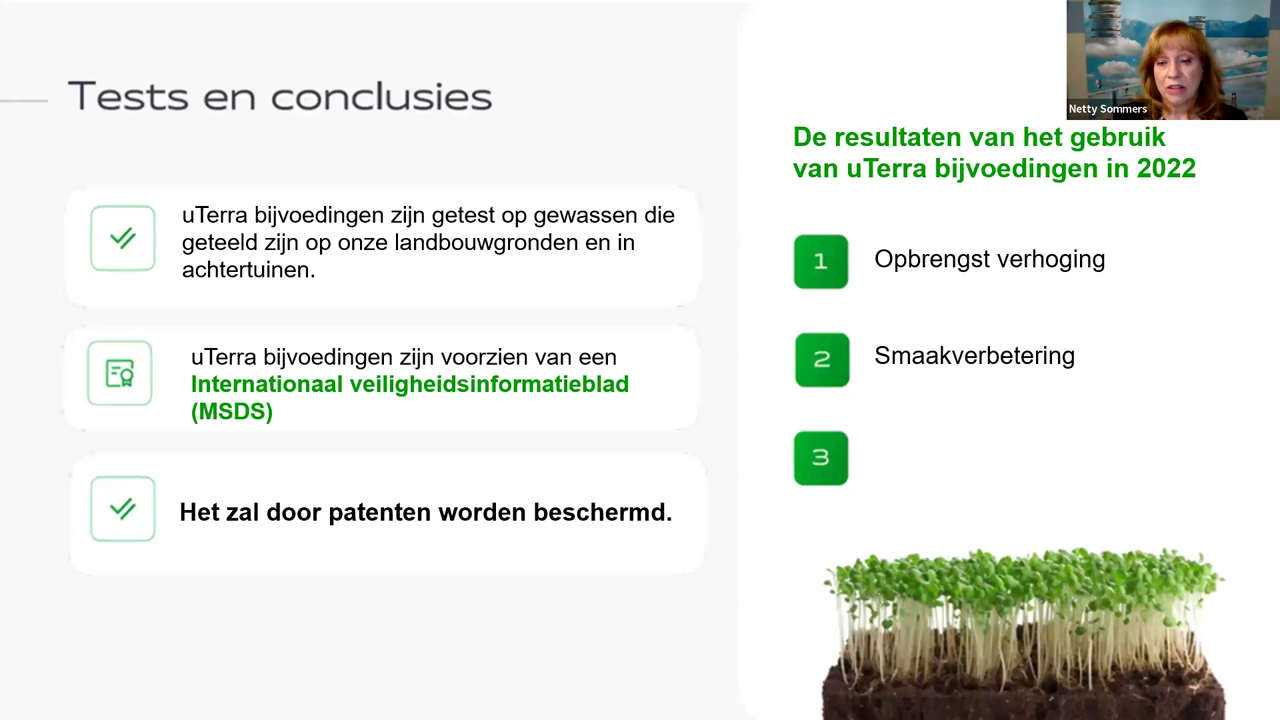 Tests en conclusies
uTerra bijvoedingen zijn getest op gewassen die
geteeld zijn op onze landbouwgronden en in
achtertuinen.
uTerra bijvoedingen zijn voorzien van een
Internationaal veiligheidsinformatieblad
(MSDS)
Het zal door patenten worden beschermd.
Netty Sommers
De resultaten van het gebruik
van uTerra bijvoedingen in 2022
1 Opbrengst verhoging
2 Smaakverbetering
3